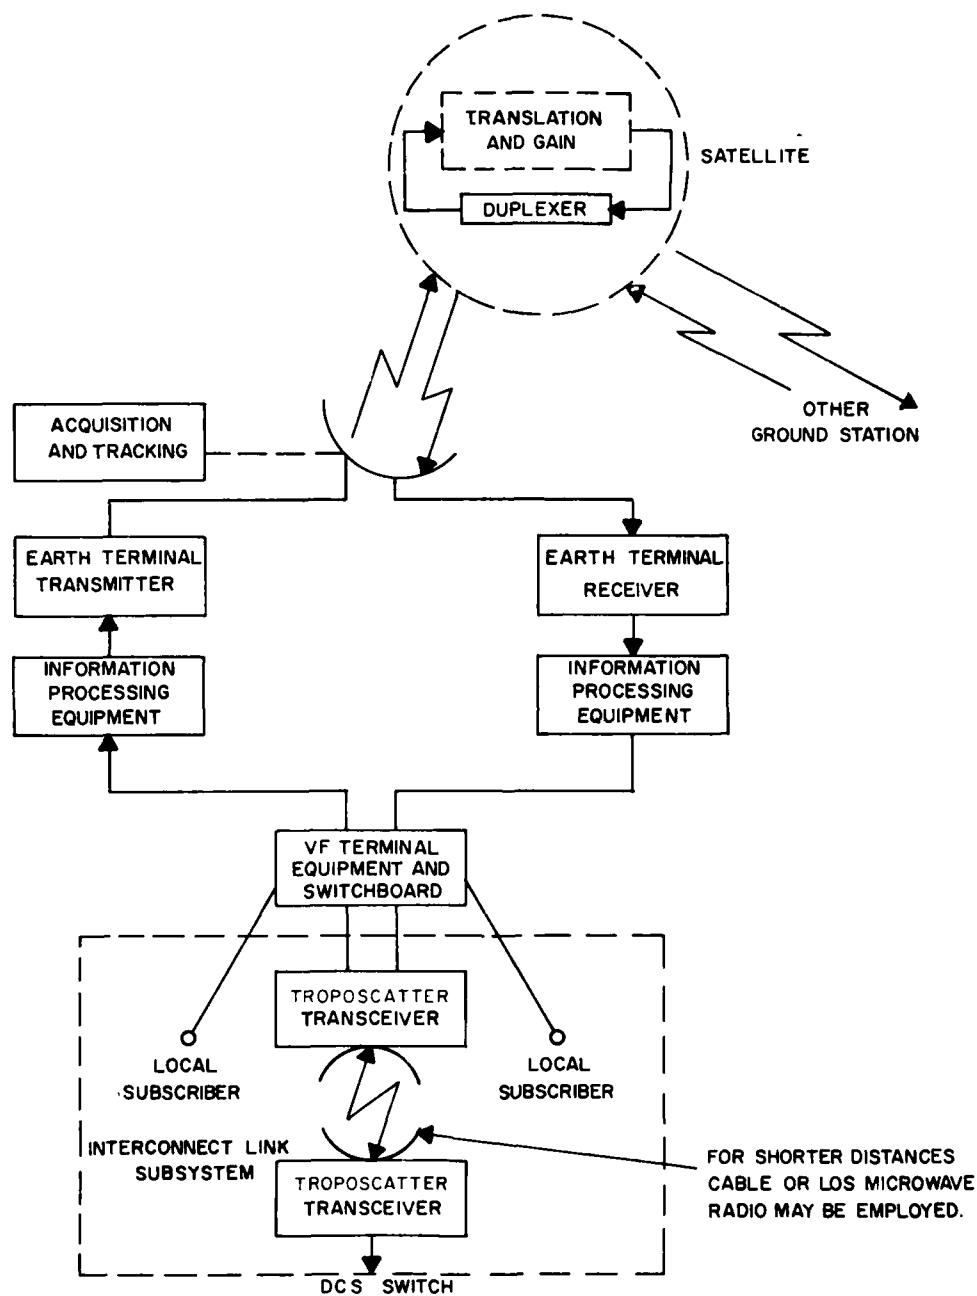 TRANSLATION
AND GAIN
SATELLITE
DUPLEXER
OTHER
GROUND STATION
ACQUISITION
AND TRACKING
EARTH TERMINAL
TRANSMITTER
EARTH TERMINAL
RECEIVER
INFORMATION
PROCESSING
EQUIPMENT
INFORMATION
PROCESSING
EQUIPMENT
VF TERMINAL
EQUIPMENT AND
SWITCHBOARD
TROPOSCATTER
TRANSCEIVER
LOCAL
SUBSCRIBER
LOCAL
SUBSCRIBER
INTERCONNECT LINK
SUBSYSTEM
TROPOSCATTER
TRANSCEIVER
FOR SHORTER DISTANCES
CABLE OR LOS MICROWAVE
RADIO MAY BE EMPLOYED.
DCS SWITCH